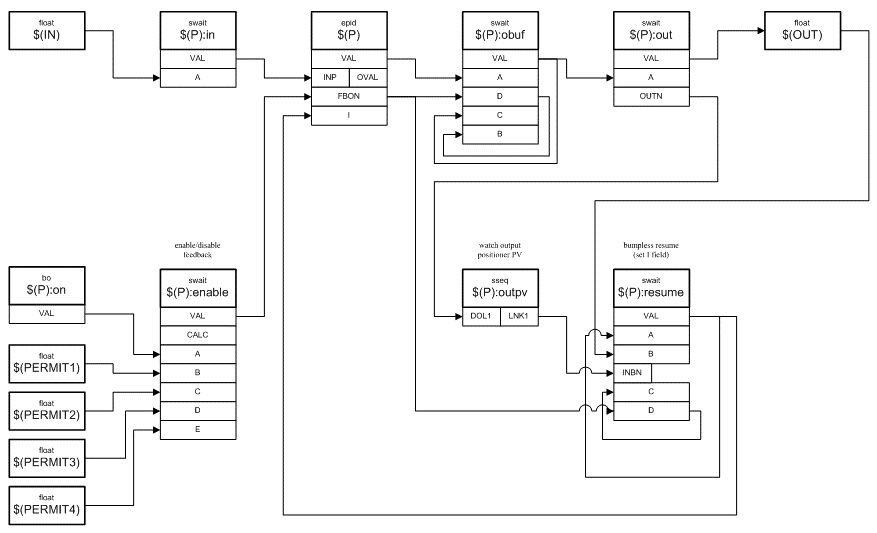 float
$(IN)
swait
$(P):in
VAL
A
epid
$(P)
VAL
INP OVAL
FBON
I
swait
$(P):obuf
VAL
A
D
C
B
swait
$(P):out
VAL
A
OUTN
float
$(OUT)
bo
$(P):on
VAL
float
$(PERMIT1)
float
$(PERMIT2)
float
$(PERMIT3)
float
$(PERMIT4)
enable/disable
feedback
swait
$(P):enable
VAL
CALC
A
B
C
D
E
watch output
positioner PV
sseq
$(P):outpv
DOL1 LNK1
bumpless resume
(set I field)
swait
$(P):resume
VAL
A
B
INBN
C
D